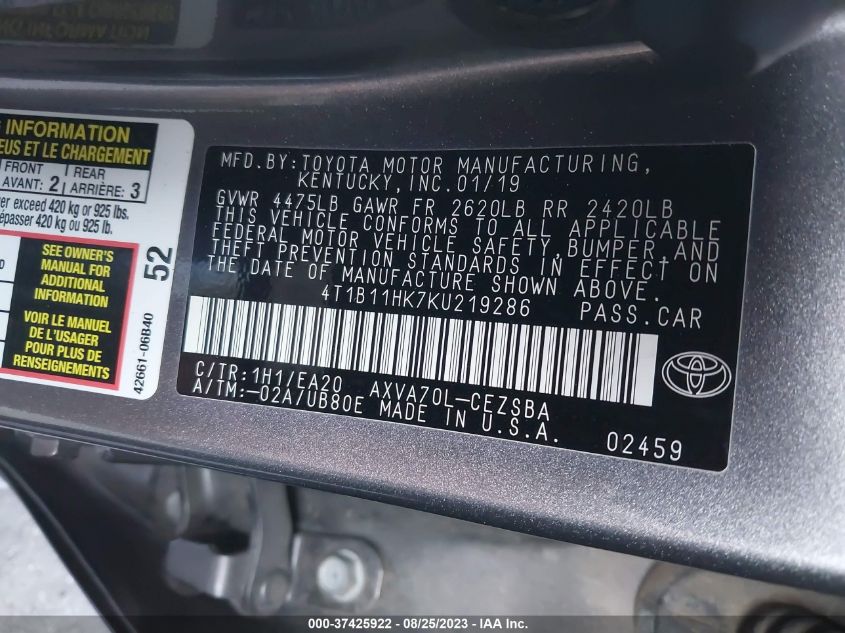 INFORMATION
EUS ET LE CHARGEMENT
FRONT
AVANT: 2
REAR
ARRIÈRE: 3
er exceed 420 kg or 925 lbs.
épasser 420 kg ou 925 lb.
SEE OWNER'S
MANUAL FOR
ADDITIONAL
INFORMATION
VOIR LE MANUEL
DE L'USAGER
POUR PLUS DE
RENSEIGNEMENTS
52
42661-06B40
MFD.BY:TOYOTA MOTOR MANUFACTURING,
KENTUCKY,INC.01/19
GVWR 4475LB GAWR FR 2620LB RR 2420LB
THIS VEHICLE CONFORMS TO ALL APPLICABLE
FEDERAL MOTOR VEHICLE SAFETY,BUMPER,AND
THEFT PREVENTION STANDARDS IN EFFECT ON
THE DATE OF MANUFACTURE SHOWN ABOVE.
4T1B11HK7KU219286 PASS.CAR
C/TR:1H1/EA20 AXVA70L-CEZSBA
A/TM:-02A/UB80E MADE IN U.S.A.
02459
000-37425922 - 08/25/2023 - IAA Inc.